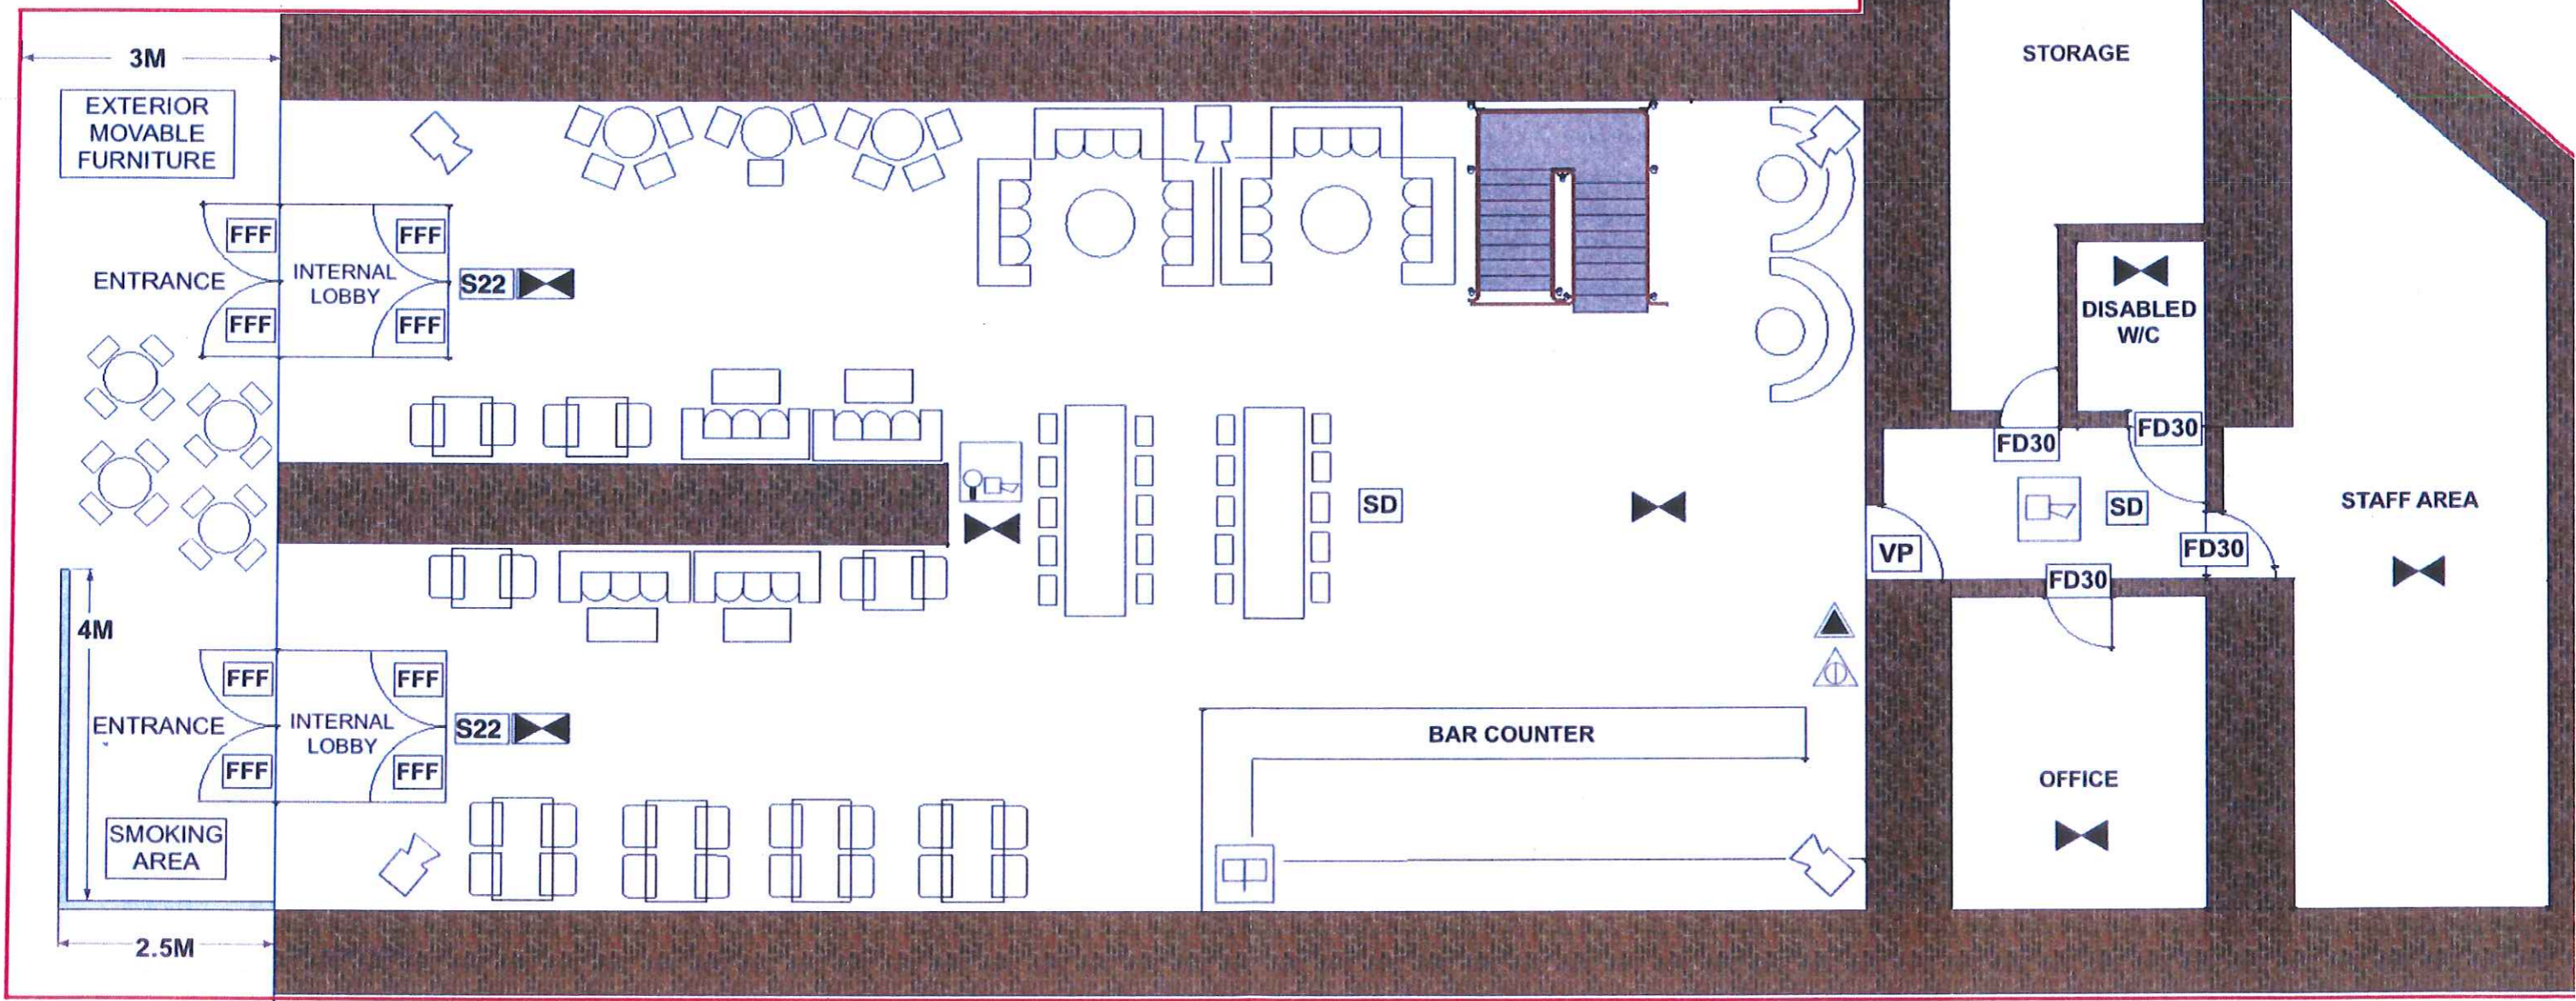 3M
EXTERIOR
MOVABLE
FURNITURE
STORAGE
FFF
FFF
ENTRANCE
INTERNAL
LOBBY
S22
FFF
FFF
DISABLED
W/C
FD30
FD30
SD
SD
STAFF AREA
VP
FD30
FD30
4M
FFF
FFF
ENTRANCE
INTERNAL
LOBBY
S22
FFF
FFF
BAR COUNTER
OFFICE
SMOKING
AREA
2.5M